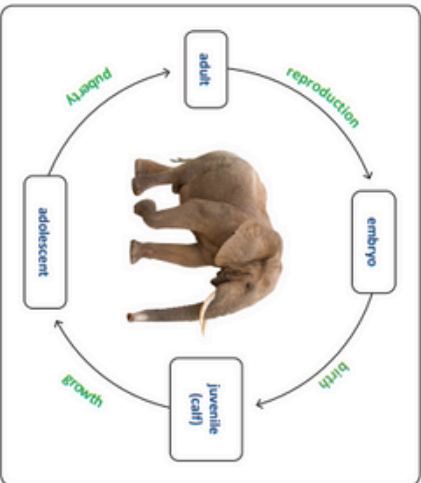 embryo
reproduction
birth
adult
juvenile
(calf)
puberty
growth
adolescent